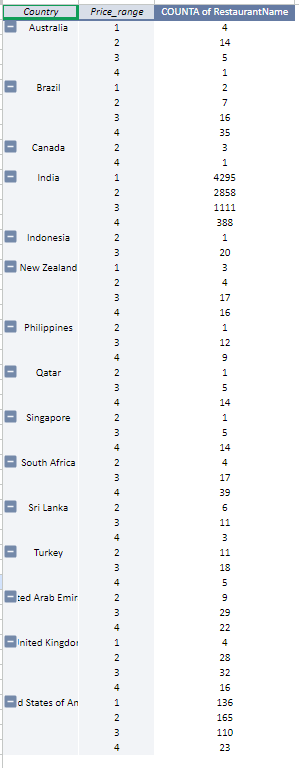 Country Price_range COUNTA of RestaurantName
Australia 1 4
2 14
3 5
4 1
Brazil 1 2
2 7
3 16
4 35
Canada 2 3
4 1
India 1 4295
2 2858
3 1111
4 388
Indonesia 2 1
3 20
New Zealand 1 3
2 4
3 17
4 16
Philippines 2 1
3 12
4 9
Qatar 2 1
3 5
4 14
Singapore 2 1
3 5
4 14
South Africa 2 4
3 17
4 39
Sri Lanka 2 6
3 11
4 3
Turkey 2 11
3 18
4 5
ted Arab Emir 2 9
3 29
4 22
nited Kingdo 1 4
2 28
3 32
4 16
d States of Am 1 136
2 165
3 110
4 23